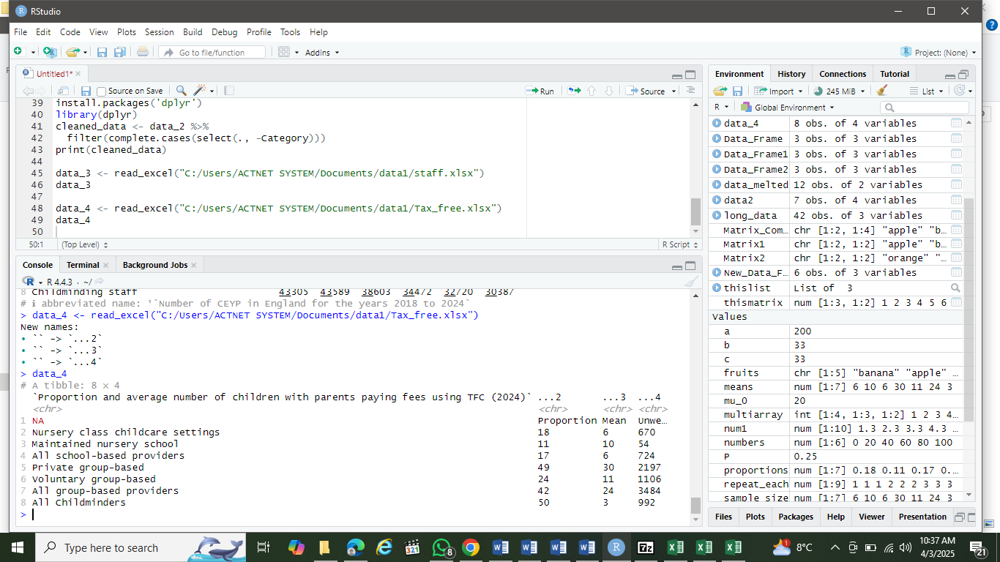 RStudio
File Edit Code View Plots Session Build Debug Profile Tools Help
Go to file/function Addins Project: (None)
Untitled1*
Source on Save Run Source
39 install.packages('dplyr')
40 library(dplyr)
41 cleaned_data <- data_2 %>%
42 filter(complete.cases(select(., -Category)))
43 print(cleaned_data)
44
45 data_3 <- read_excel("C:/Users/ACTNET SYSTEM/Documents/data1/staff.xlsx")
46 data_3
47
48 data_4 <- read_excel("C:/Users/ACTNET SYSTEM/Documents/data1/Tax_free.xlsx")
49 data_4
50
50:1 (Top Level) R Script
Console Terminal Background Jobs
R 4.4.3 · ~/
8 Childminding staff 43305 43589 38603 34472 32720 30387
# ℹ abbreviated name: ¹​`Number of CEYP in England for the years 2018 to 2024`
> data_4 <- read_excel("C:/Users/ACTNET SYSTEM/Documents/data1/Tax_free.xlsx")
New names:
• `` -> `...2`
• `` -> `...3`
• `` -> `...4`
> data_4
# A tibble: 8 × 4
`Proportion and average number of children with parents paying fees using TFC (2024)` ...2 ...3 ...4
<chr> <chr> <chr> <chr>
1 NA Proportion Mean Unwe…
2 Nursery class childcare settings 18 6 670
3 Maintained nursery school 11 10 54
4 All school-based providers 17 6 724
5 Private group-based 49 30 2197
6 Voluntary group-based 24 11 1106
7 All group-based providers 42 24 3484
8 All Childminders 50 3 992
>
Environment History Connections Tutorial
Import 245 MiB List
R Global Environment
data_4 8 obs. of 4 variables
Data_Frame 3 obs. of 3 variables
Data_Frame1 3 obs. of 3 variables
Data_Frame2 3 obs. of 3 variables
data_melted 12 obs. of 2 variables
data2 7 obs. of 4 variables
long_data 42 obs. of 3 variables
Matrix_Com… chr [1:2, 1:4] "apple" "b…
Matrix1 chr [1:2, 1:2] "apple" "b…
Matrix2 chr [1:2, 1:2] "orange" "…
New_Data_F… 6 obs. of 3 variables
thislist List of 3
thismatrix num [1:3, 1:2] 1 2 3 4 5 6
Values
a 200
b 33
c 33
fruits chr [1:5] "banana" "apple" …
means num [1:7] 6 10 6 30 11 24 3
mu_0 20
multiarray int [1:4, 1:3, 1:2] 1 2 3 4…
num1 num [1:10] 1.3 2.3 3.3 4.3 …
numbers num [1:6] 0 20 40 60 80 100
P 0.25
proportions num [1:7] 0.18 0.11 0.17 0.…
repeat_each num [1:9] 1 1 1 2 2 2 3 3 3
sample_size num [1:7] 6 10 6 30 11 24 3
Files Plots Packages Help Viewer Presentation
Type here to search
321
8
7z
1
8°C
10:37 AM
4/3/2025
21